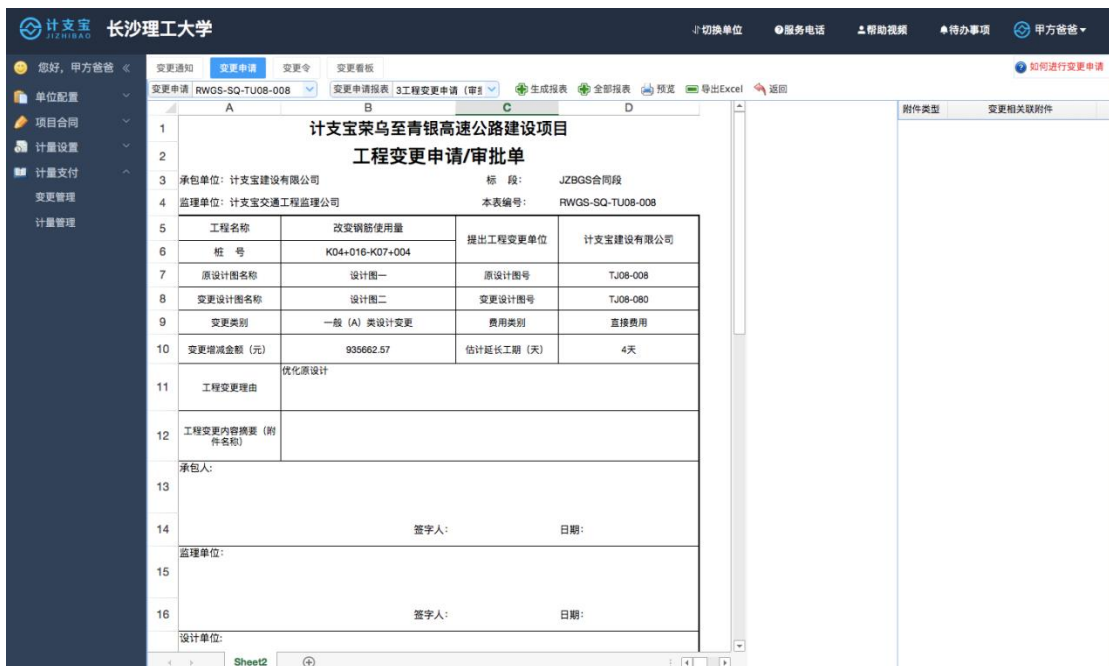 计支宝 JIZHIBAO 长沙理工大学 切换单位 服务电话 帮助视频 待办事项 甲方爸爸
您好，甲方爸爸 《
单位配置
项目合同
计量设置
计量支付
变更管理
计量管理
变更通知 变更申请 变更令 变更看板 如何进行变更申请
变更申请 RWGS-SQ-TU08-008 变更申请报表 3工程变更申请（审批 生成报表 全部报表 预览 导出Excel 返回
附件类型 变更相关联附件
A B C D
1 计支宝荣乌至青银高速公路建设项目
2 工程变更申请/审批单
3 承包单位：计支宝建设有限公司 标 段： JZBGS合同段
4 监理单位：计支宝交通工程监理公司 本表编号： RWGS-SQ-TU08-008
5 工程名称 改变钢筋使用量 提出工程变更单位 计支宝建设有限公司
6 桩 号 K04+016-K07+004
7 原设计图名称 设计图一 原设计图号 TJ08-008
8 变更设计图名称 设计图二 变更设计图号 TJ08-080
9 变更类别 一般（A）类设计变更 费用类别 直接费用
10 变更增减金额（元） 935662.57 估计延长工期（天） 4天
11 工程变更理由 优化原设计
12 工程变更内容摘要（附
件名称）
13 承包人:
14 签字人： 日期：
15 监理单位：
16 签字人： 日期：
设计单位:
Sheet2